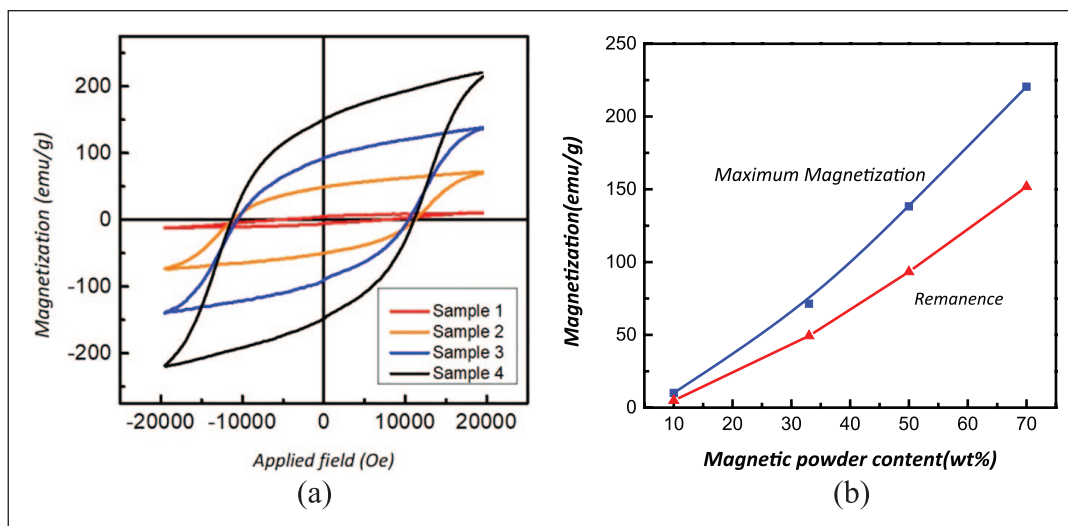 Magnetization (emu/g)
200
100
0
-100
-200
Sample 1
Sample 2
Sample 3
Sample 4
-20000 -10000 0 10000 20000
Applied field (Oe)
(a)
Magnetization(emu/g)
250
200
150
100
50
0
Maximum Magnetization
Remanence
10 20 30 40 50 60 70
Magnetic powder content(wt%)
(b)